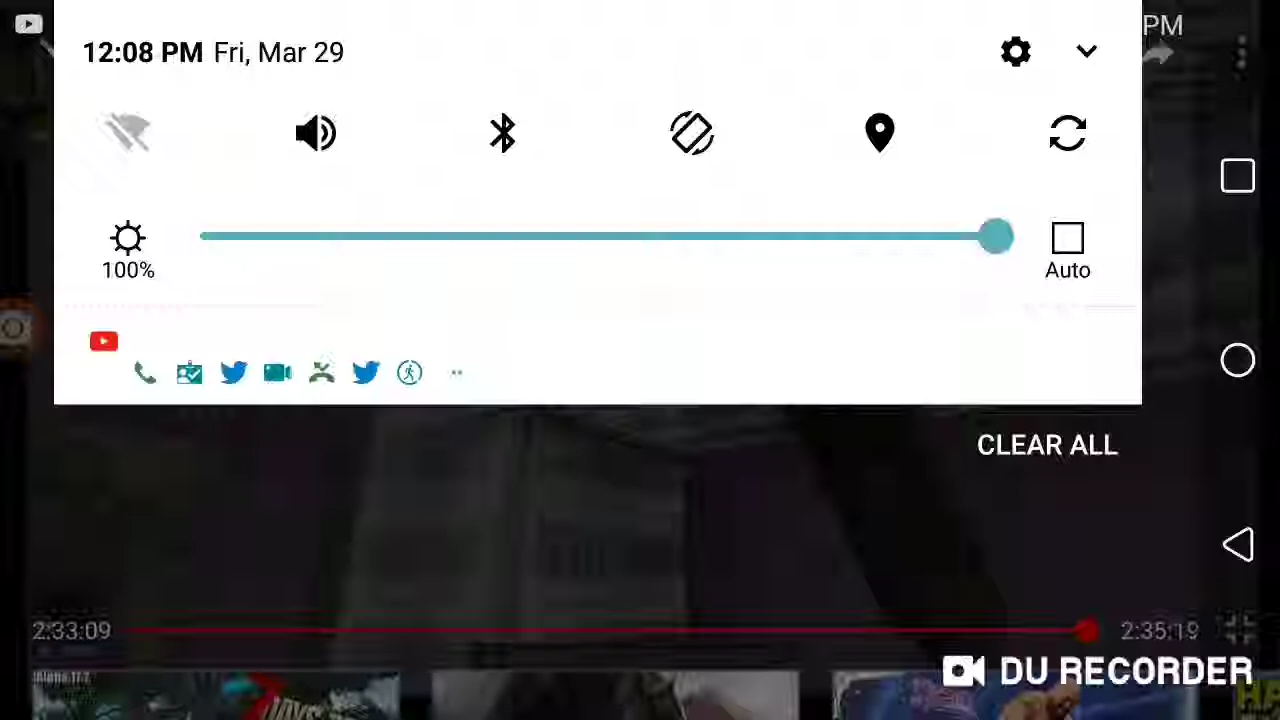 PM
12:08 PM Fri, Mar 29
100%
Auto
CLEAR ALL
2:33:09
2:35:19
DU RECORDER